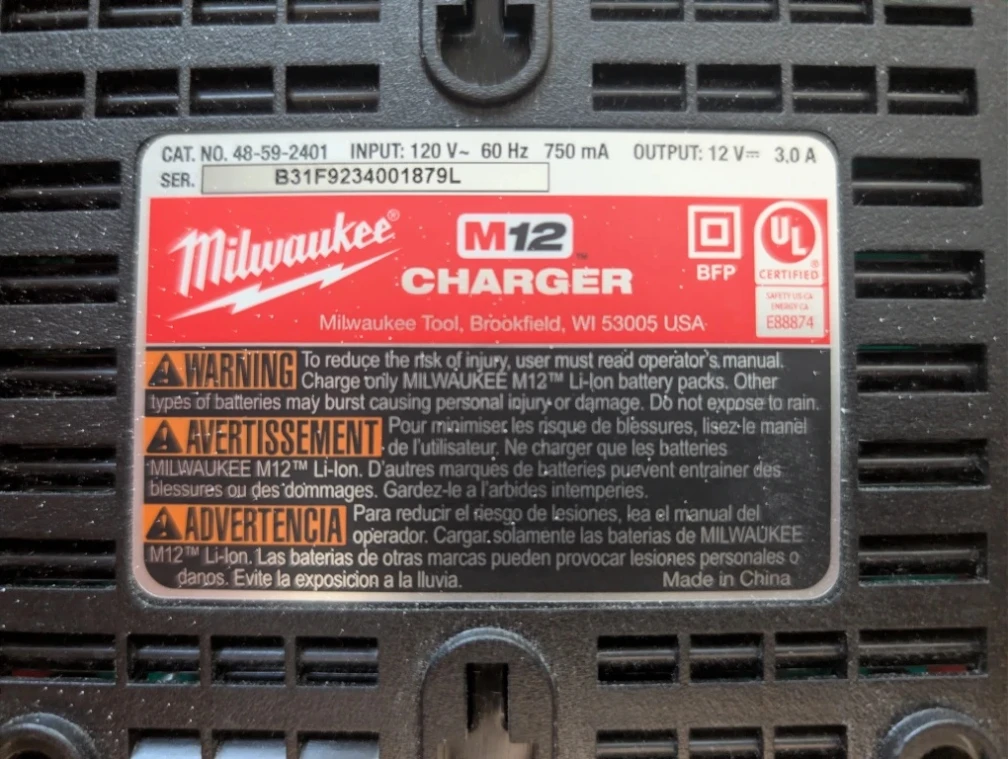 CAT. NO. 48-59-2401 INPUT: 120 V~ 60 Hz 750 mA OUTPUT: 12 V⎓ 3.0 A
SER. B31F9234001879L
Milwaukee® M12™ BFP UL® CERTIFIED
CHARGER
SAFETY US-CA
ENERGY CA
E88874
Milwaukee Tool, Brookfield, WI 53005 USA
WARNING To reduce the risk of injury, user must read operator's manual.
Charge only MILWAUKEE M12™ Li-Ion battery packs. Other
types of batteries may burst causing personal injury or damage. Do not expose to rain.
AVERTISSEMENT Pour minimiser les risque de blessures, lisez le manel
de l'utilisateur. Ne charger que les batteries
MILWAUKEE M12™ Li-Ion. D'autres marques de batteries puevent entrainer des
blessures ou des dommages. Gardez-le a l'arbides intemperies.
ADVERTENCIA Para reducir el riesgo de lesiones, lea el manual del
operador. Cargar solamente las baterias de MILWAUKEE
M12™ Li-Ion. Las baterias de otras marcas pueden provocar lesiones personales o
danos. Evite la exposicion a la lluvia. Made in China